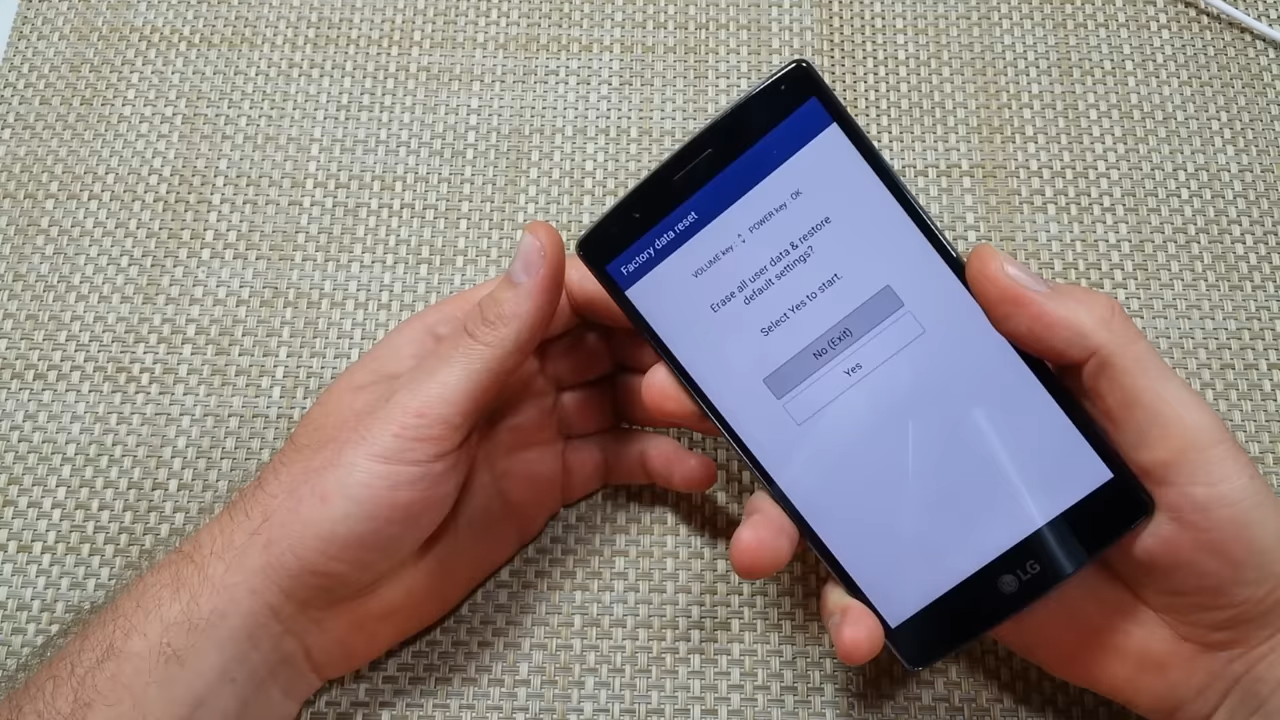 Factory data reset
VOLUME key : POWER key : OK
Erase all user data & restore
default settings?
Select Yes to start.
No (Exit)
Yes
LG